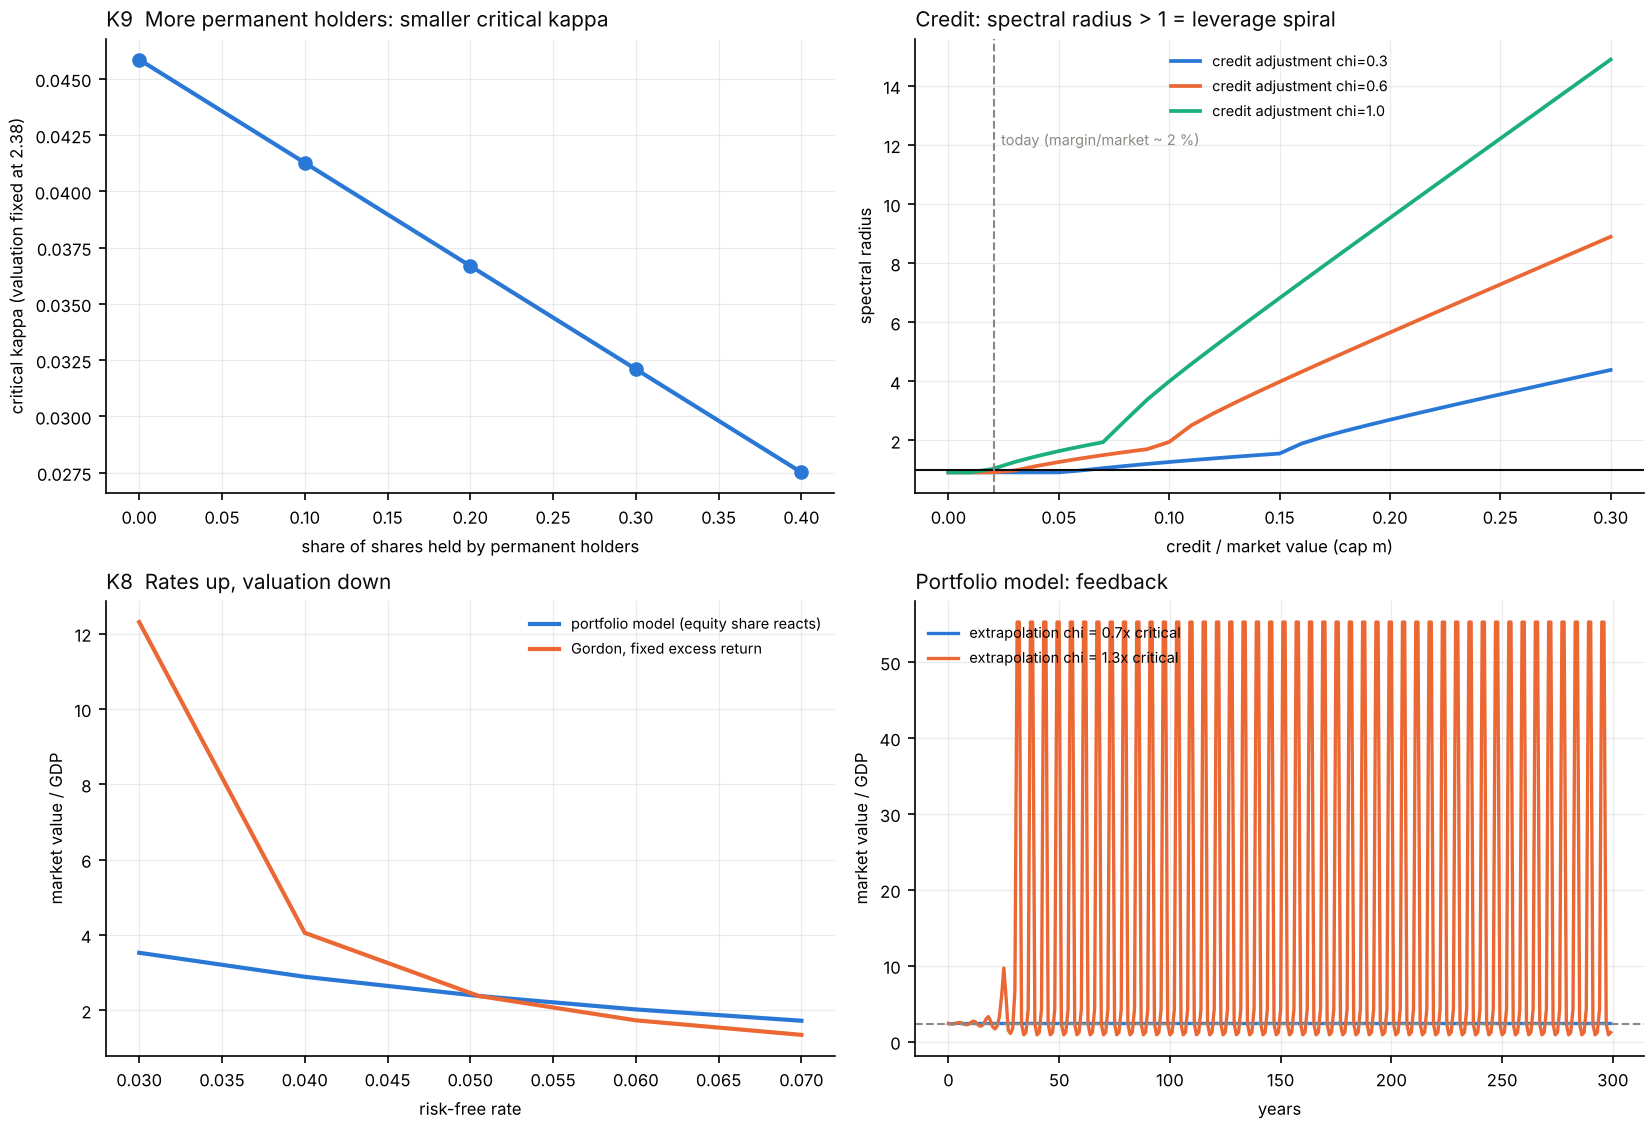 K9  More permanent holders: smaller critical kappa
critical kappa (valuation fixed at 2.38)
0.0450
0.0425
0.0400
0.0375
0.0350
0.0325
0.0300
0.0275
0.00 0.05 0.10 0.15 0.20 0.25 0.30 0.35 0.40
share of shares held by permanent holders
Credit: spectral radius > 1 = leverage spiral
credit adjustment chi=0.3
credit adjustment chi=0.6
credit adjustment chi=1.0
today (margin/market ~ 2 %)
spectral radius
14
12
10
8
6
4
2
0.00 0.05 0.10 0.15 0.20 0.25 0.30
credit / market value (cap m)
K8  Rates up, valuation down
portfolio model (equity share reacts)
Gordon, fixed excess return
market value / GDP
12
10
8
6
4
2
0.030 0.035 0.040 0.045 0.050 0.055 0.060 0.065 0.070
risk-free rate
Portfolio model: feedback
extrapolation chi = 0.7x critical
extrapolation chi = 1.3x critical
market value / GDP
50
40
30
20
10
0
0 50 100 150 200 250 300
years